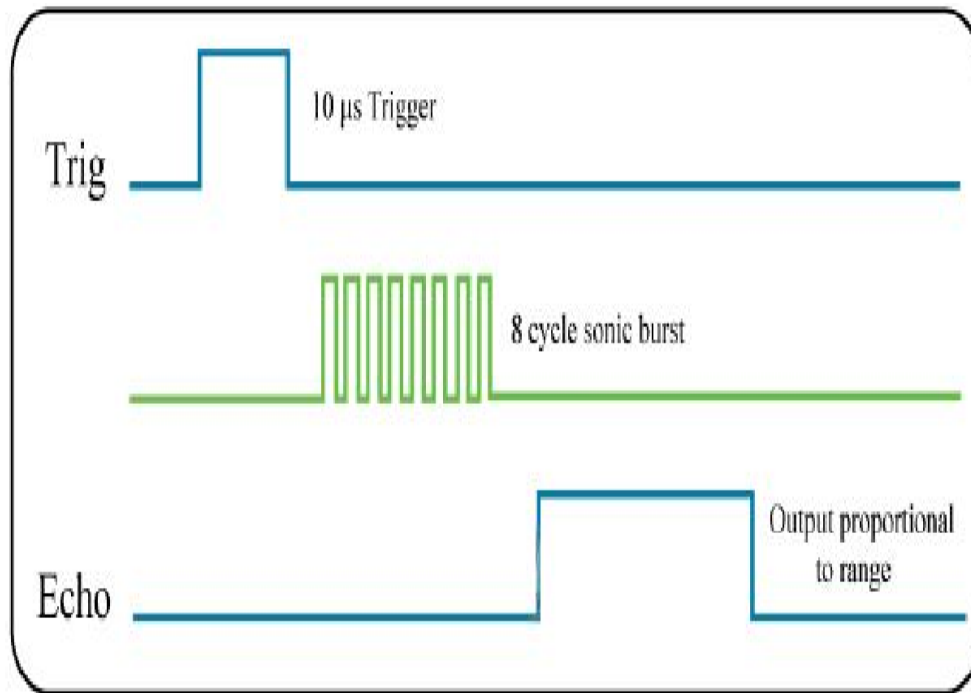 10 μs Trigger
Trig
8 cycle sonic burst
Output proportional
to range
Echo